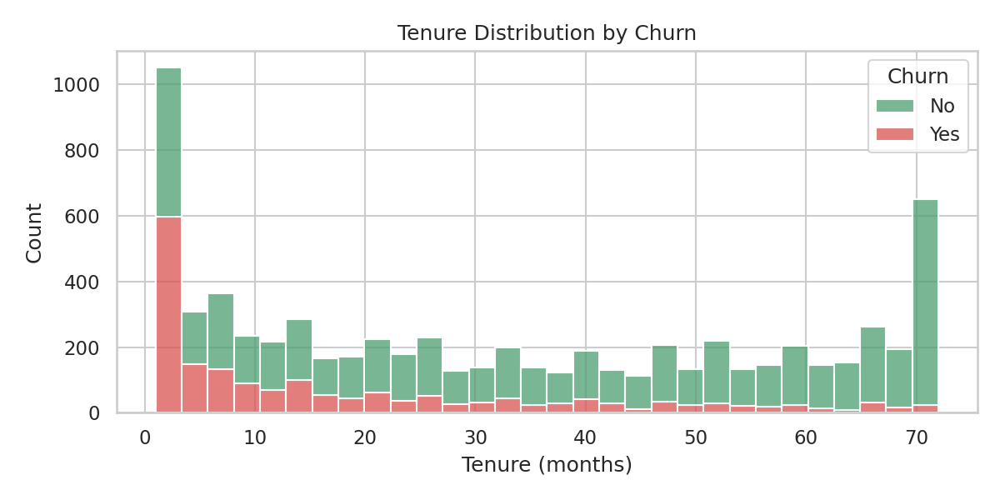 Tenure Distribution by Churn
Count
1000
800
600
400
200
0
0 10 20 30 40 50 60 70
Tenure (months)
Churn
No
Yes